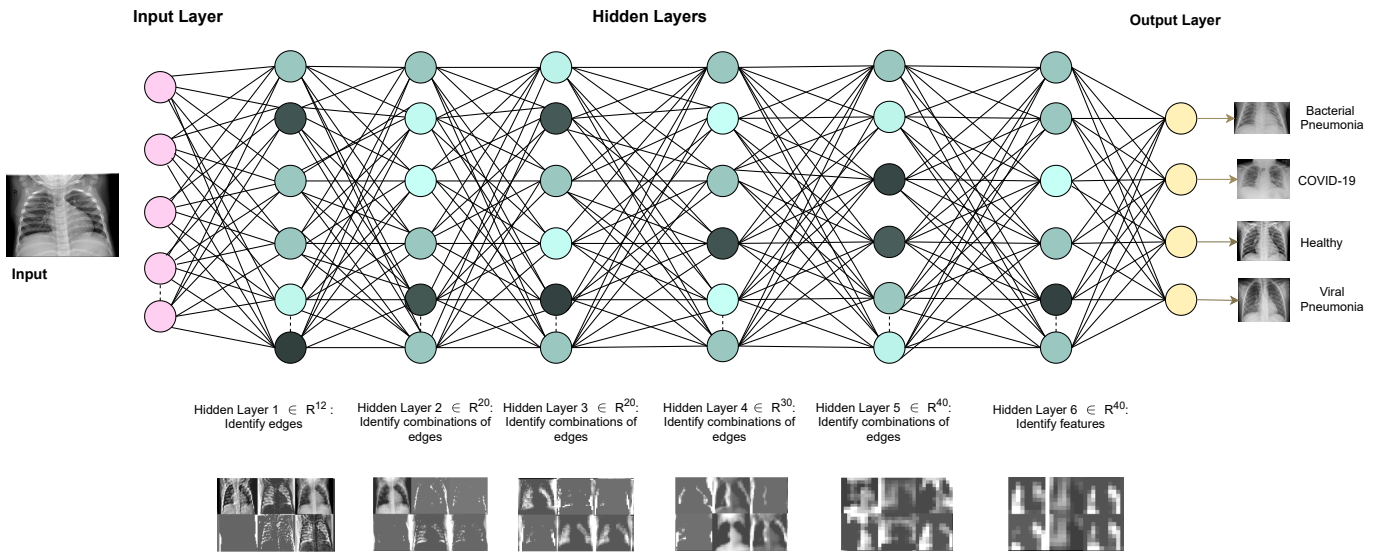 Input Layer
Hidden Layers
Output Layer
Input
Bacterial
Pneumonia
COVID-19
Healthy
Viral
Pneumonia
Hidden Layer 1 ∈ R¹²:
Identify edges
Hidden Layer 2 ∈ R²⁰:
Identify combinations of
edges
Hidden Layer 3 ∈ R²⁰:
Identify combinations of
edges
Hidden Layer 4 ∈ R³⁰:
Identify combinations of
edges
Hidden Layer 5 ∈ R⁴⁰:
Identify combinations of
edges
Hidden Layer 6 ∈ R⁴⁰:
Identify features